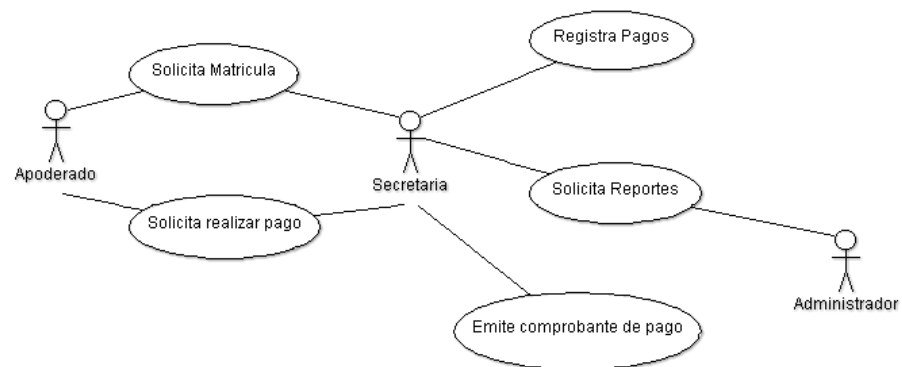 Registra Pagos
Solicita Matricula
Apoderado
Secretaria
Solicita Reportes
Solicita realizar pago
Administrador
Emite comprobante de pago